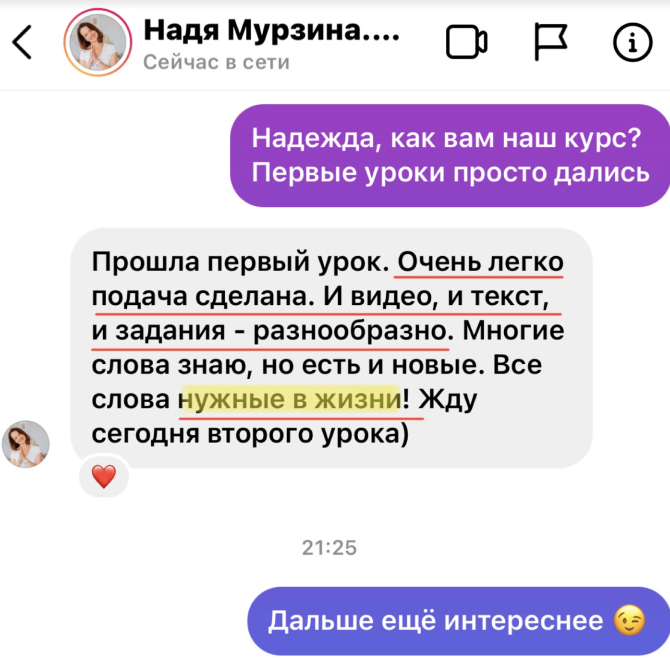 Надя Мурзина....
Сейчас в сети
Надежда, как вам наш курс?
Первые уроки просто дались
Прошла первый урок. Очень легко
подача сделана. И видео, и текст,
и задания - разнообразно. Многие
слова знаю, но есть и новые. Все
слова нужные в жизни! Жду
сегодня второго урока)
21:25
Дальше ещё интереснее 😉